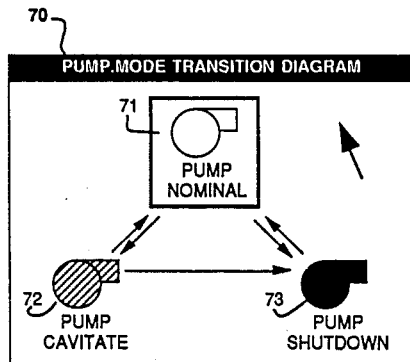 70
PUMP.MODE TRANSITION DIAGRAM
71
PUMP
NOMINAL
72
PUMP
CAVITATE
73
PUMP
SHUTDOWN